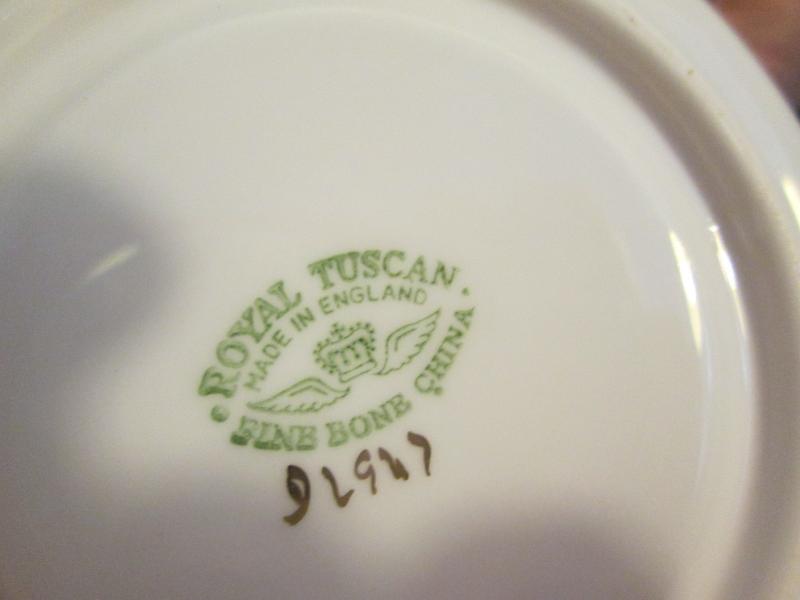 ROYAL TUSCAN
MADE IN ENGLAND
FINE BONE CHINA